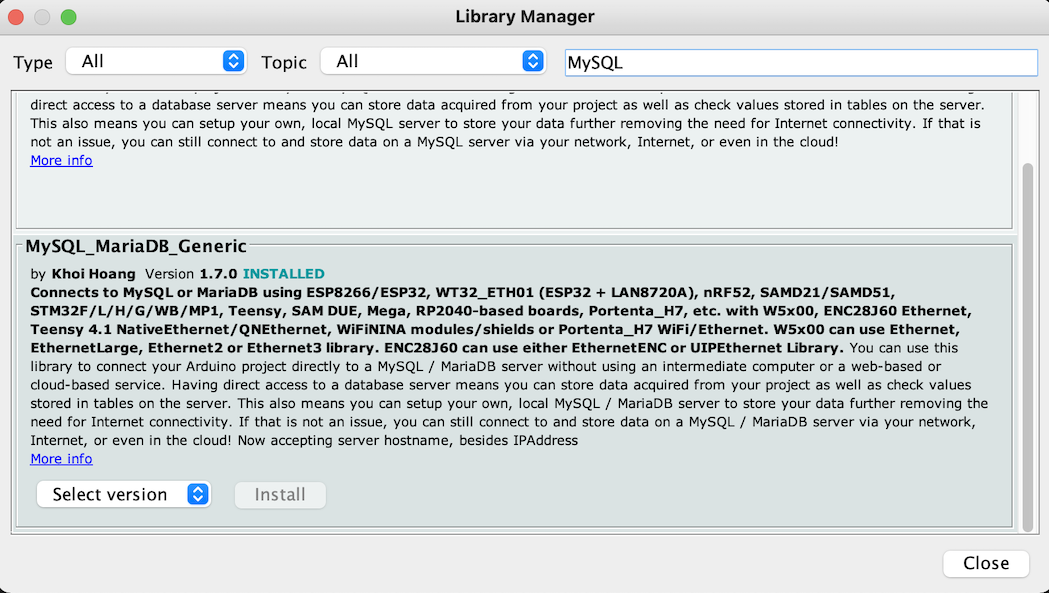 Library Manager
Type All Topic All MySQL
direct access to a database server means you can store data acquired from your project as well as check values stored in tables on the server.
This also means you can setup your own, local MySQL server to store your data further removing the need for Internet connectivity. If that is
not an issue, you can still connect to and store data on a MySQL server via your network, Internet, or even in the cloud!
More info
MySQL_MariaDB_Generic
by Khoi Hoang Version 1.7.0 INSTALLED
Connects to MySQL or MariaDB using ESP8266/ESP32, WT32_ETH01 (ESP32 + LAN8720A), nRF52, SAMD21/SAMD51,
STM32F/L/H/G/WB/MP1, Teensy, SAM DUE, Mega, RP2040-based boards, Portenta_H7, etc. with W5x00, ENC28J60 Ethernet,
Teensy 4.1 NativeEthernet/QNEthernet, WiFiNINA modules/shields or Portenta_H7 WiFi/Ethernet. W5x00 can use Ethernet,
EthernetLarge, Ethernet2 or Ethernet3 library. ENC28J60 can use either EthernetENC or UIPEthernet Library. You can use this
library to connect your Arduino project directly to a MySQL / MariaDB server without using an intermediate computer or a web-based or
cloud-based service. Having direct access to a database server means you can store data acquired from your project as well as check values
stored in tables on the server. This also means you can setup your own, local MySQL / MariaDB server to store your data further removing the
need for Internet connectivity. If that is not an issue, you can still connect to and store data on a MySQL / MariaDB server via your network,
Internet, or even in the cloud! Now accepting server hostname, besides IPAddress
More info
Select version Install
Close